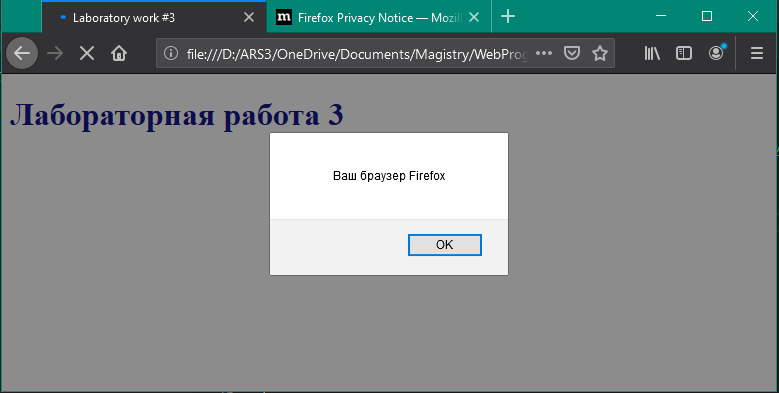 Laboratory work #3
m
Firefox Privacy Notice — Mozil
file:///D:/ARS3/OneDrive/Documents/Magistry/WebProg
Лабораторная работа 3
Ваш браузер Firefox
OK